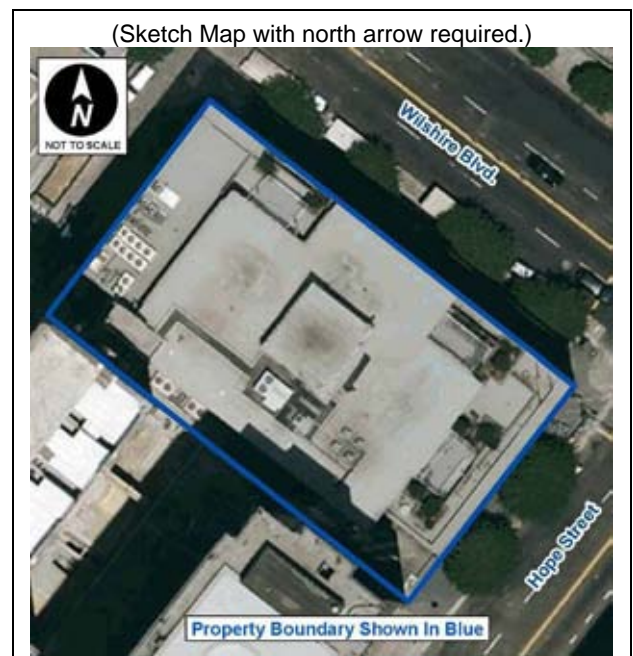 (Sketch Map with north arrow required.)
N
NOT TO SCALE
Wilshire Blvd.
Hope Street
Property Boundary Shown In Blue